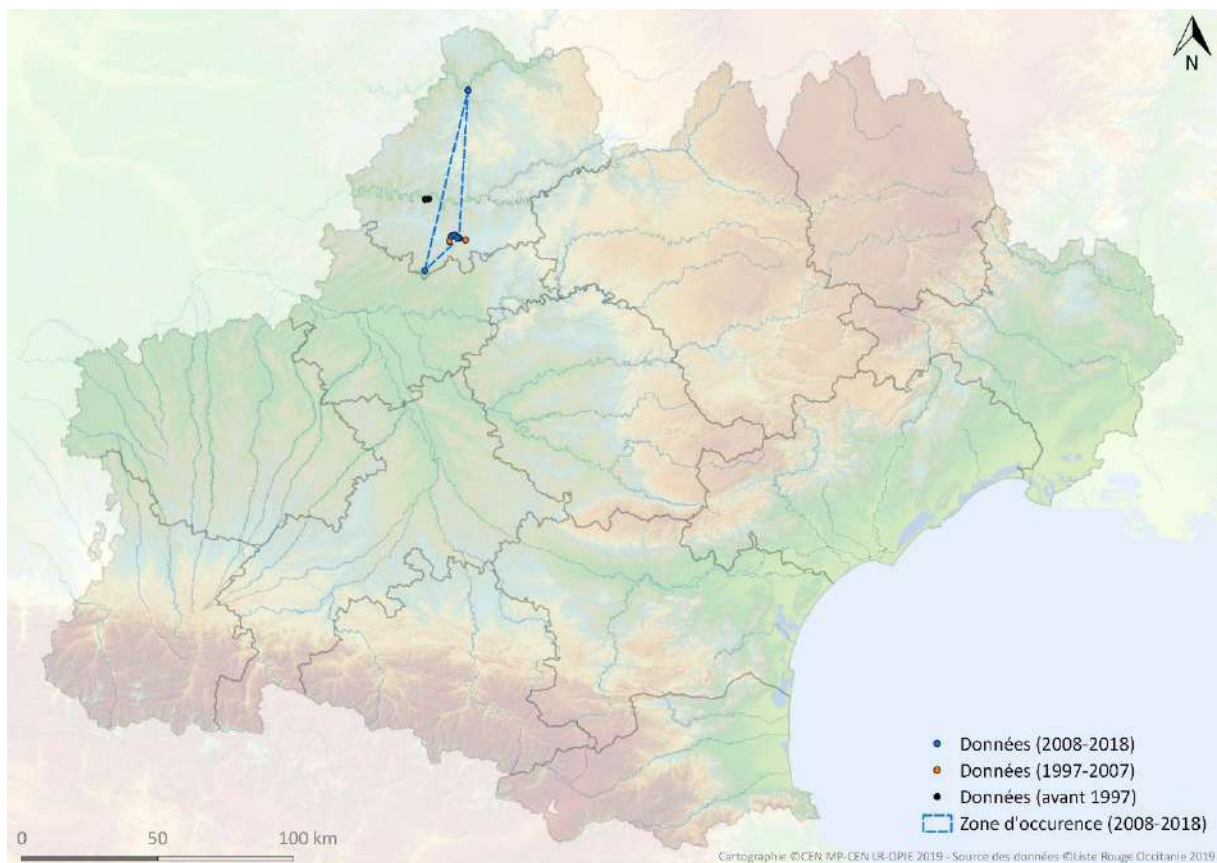 N
Données (2008-2018)
Données (1997-2007)
Données (avant 1997)
Zone d'occurence (2008-2018)
0 50 100 km
Cartographie ©CEN MP-CEN LR-OPIE 2019 - Source des données ©Liste Rouge Occitanie 2019